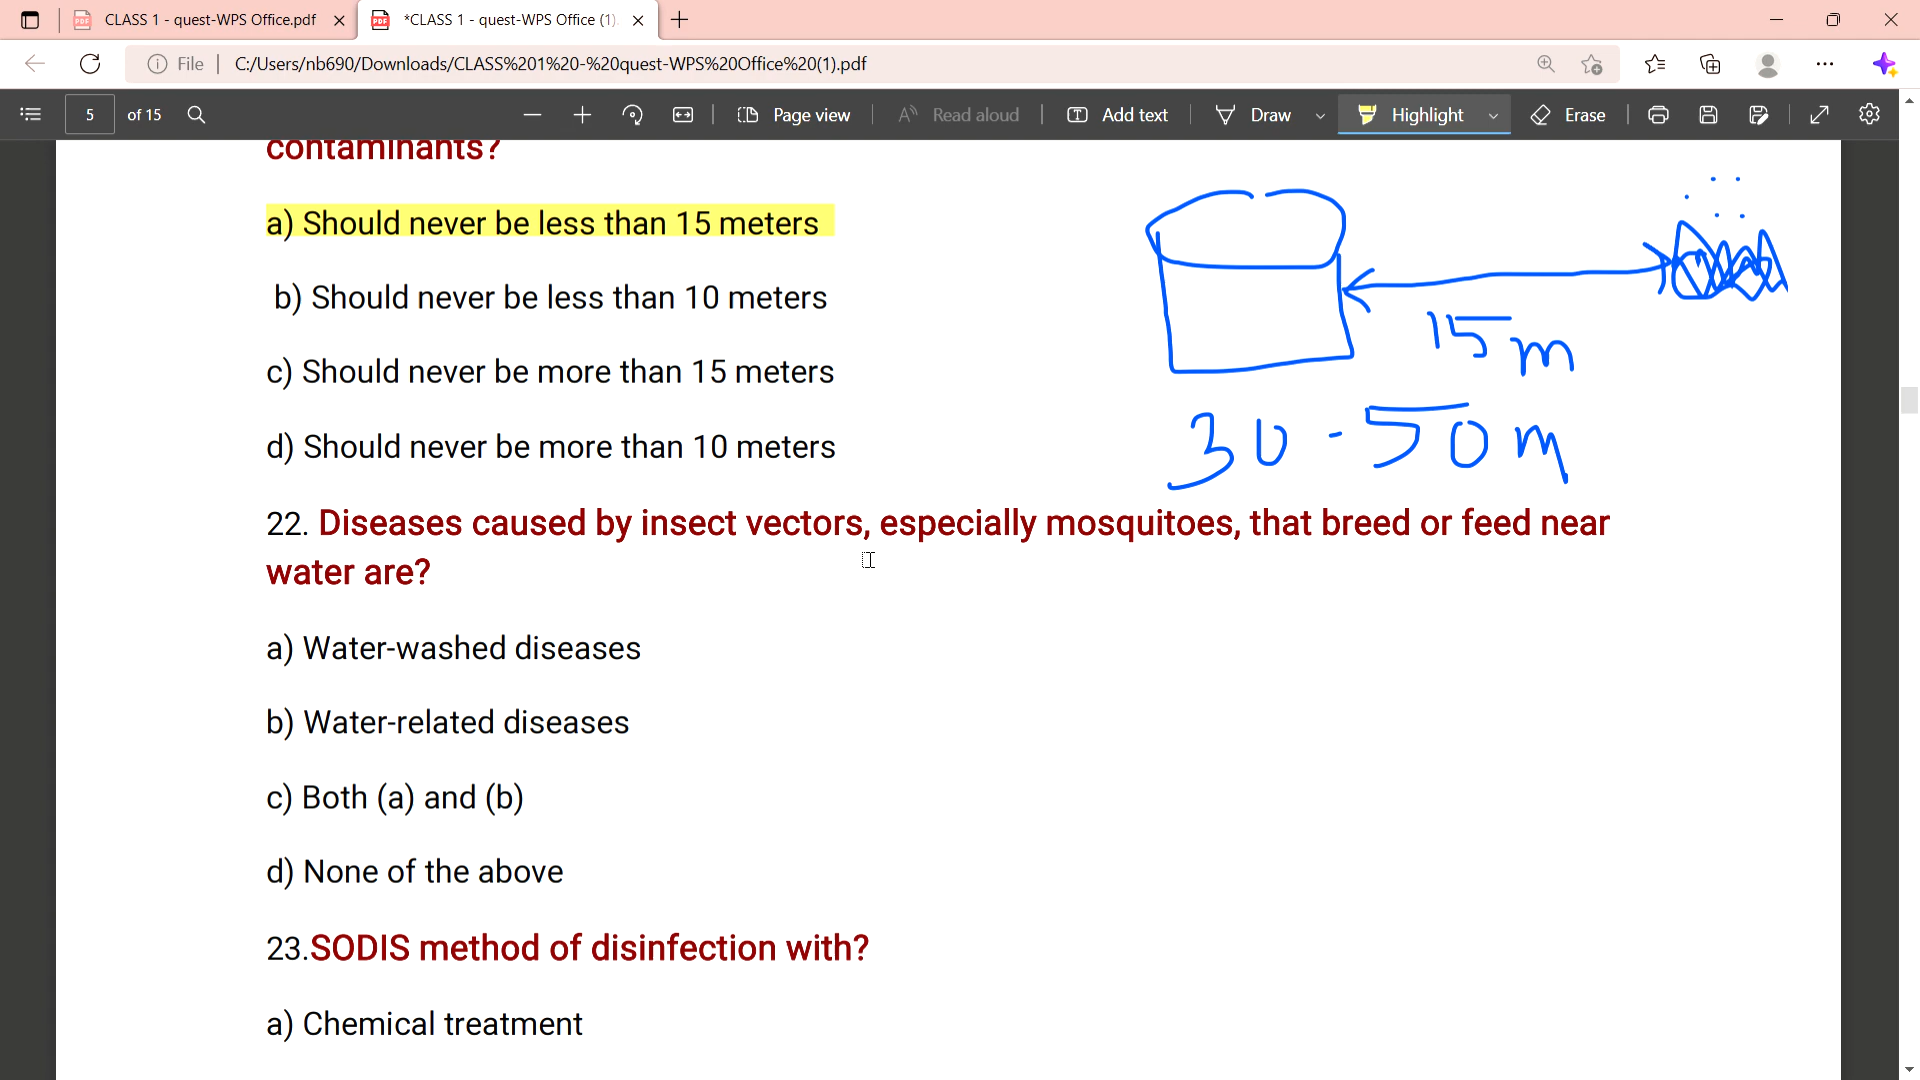 CLASS 1 - quest-WPS Office.pdf
*CLASS 1 - quest-WPS Office (1).
File
C:/Users/nb690/Downloads/CLASS%201%20-%20quest-WPS%20Office%20(1).pdf
5 of 15
Page view
Read aloud
Add text
Draw
Highlight
Erase
contaminants?
a) Should never be less than 15 meters
b) Should never be less than 10 meters
c) Should never be more than 15 meters
d) Should never be more than 10 meters
15 m
30 - 50 m
22. Diseases caused by insect vectors, especially mosquitoes, that breed or feed near
water are?
a) Water-washed diseases
b) Water-related diseases
c) Both (a) and (b)
d) None of the above
23.SODIS method of disinfection with?
a) Chemical treatment